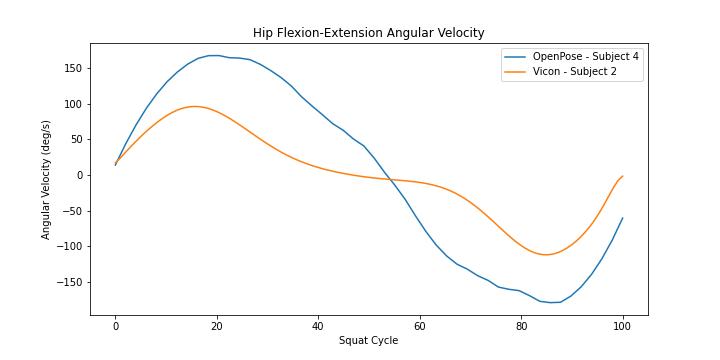 Hip Flexion-Extension Angular Velocity
OpenPose - Subject 4
Vicon - Subject 2
Angular Velocity (deg/s)
150
100
50
0
−50
−100
−150
0
20
40
60
80
100
Squat Cycle